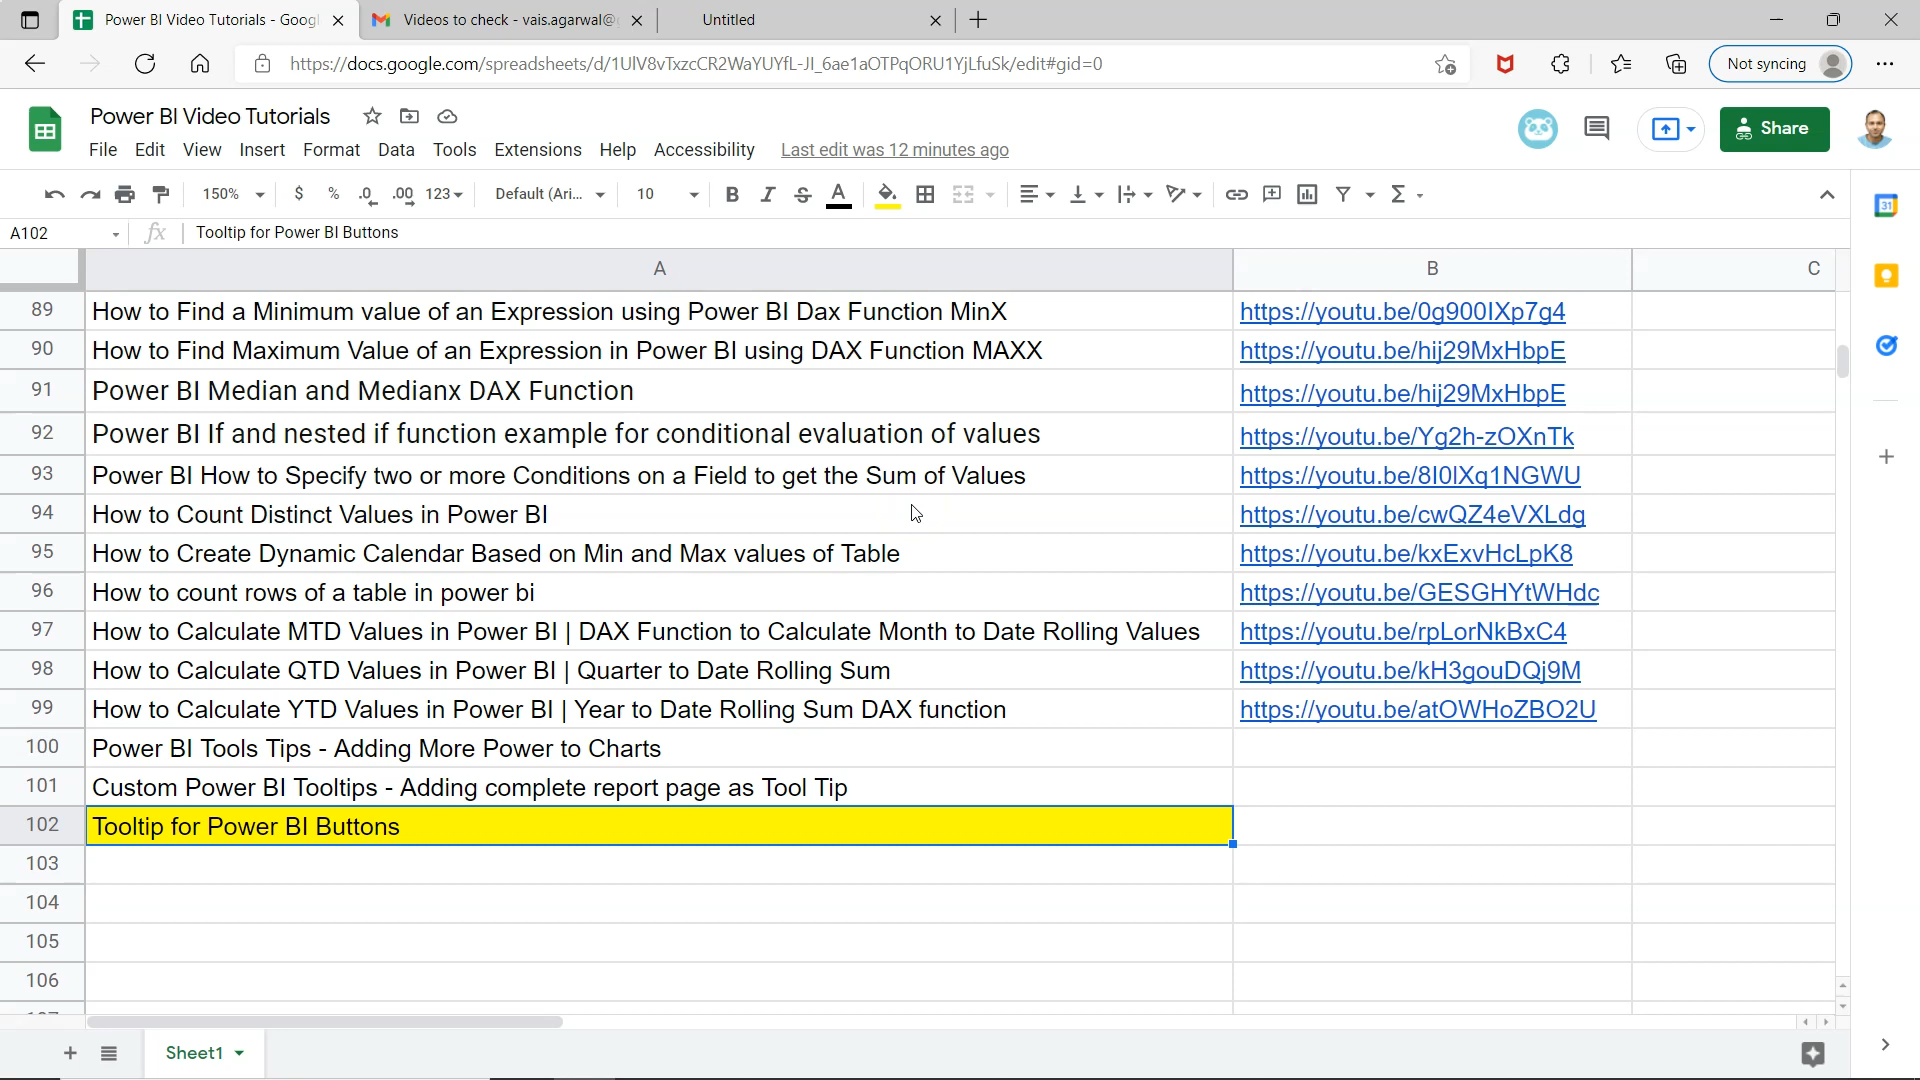 Power BI Video Tutorials - Googl
Videos to check - vais.agarwal@
Untitled
https://docs.google.com/spreadsheets/d/1UlV8vTxzcCR2WaYUYfL-JI_6ae1aOTPqORU1YjLfuSk/edit#gid=0
Not syncing
Power BI Video Tutorials
File Edit View Insert Format Data Tools Extensions Help Accessibility Last edit was 12 minutes ago
Share
150% $ % .0 .00 123 Default (Ari... 10 B I S A
31
A102 fx Tooltip for Power BI Buttons
A B C
89 How to Find a Minimum value of an Expression using Power BI Dax Function MinX https://youtu.be/0g900IXp7g4
90 How to Find Maximum Value of an Expression in Power BI using DAX Function MAXX https://youtu.be/hij29MxHbpE
91 Power BI Median and Medianx DAX Function https://youtu.be/hij29MxHbpE
92 Power BI If and nested if function example for conditional evaluation of values https://youtu.be/Yg2h-zOXnTk
93 Power BI How to Specify two or more Conditions on a Field to get the Sum of Values https://youtu.be/8I0lXq1NGWU
94 How to Count Distinct Values in Power BI https://youtu.be/cwQZ4eVXLdg
95 How to Create Dynamic Calendar Based on Min and Max values of Table https://youtu.be/kxExvHcLpK8
96 How to count rows of a table in power bi https://youtu.be/GESGHYtWHdc
97 How to Calculate MTD Values in Power BI | DAX Function to Calculate Month to Date Rolling Values https://youtu.be/rpLorNkBxC4
98 How to Calculate QTD Values in Power BI | Quarter to Date Rolling Sum https://youtu.be/kH3gouDQj9M
99 How to Calculate YTD Values in Power BI | Year to Date Rolling Sum DAX function https://youtu.be/atOWHoZBO2U
100 Power BI Tools Tips - Adding More Power to Charts
101 Custom Power BI Tooltips - Adding complete report page as Tool Tip
102 Tooltip for Power BI Buttons
103
104
105
106
Sheet1